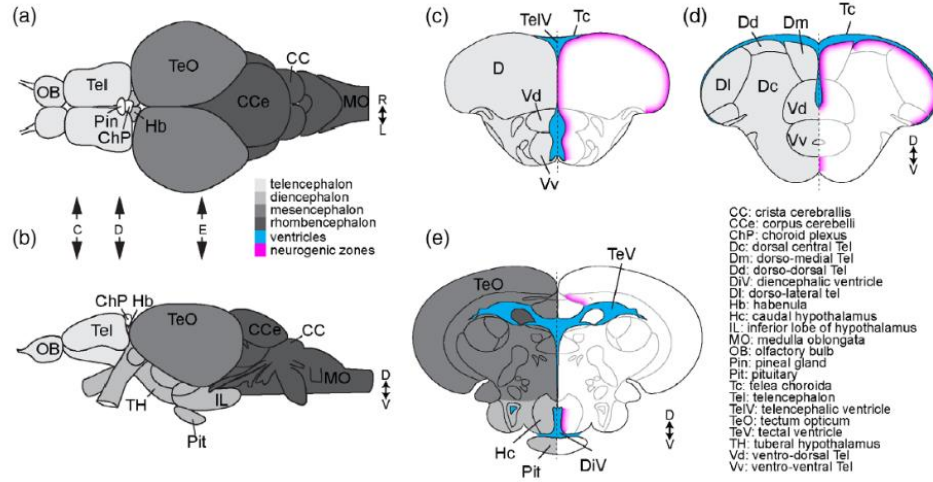 (a)
OB
Tel
TeO
CCe
CC
MO
Pin
ChP
Hb
R
L
telencephalon
diencephalon
mesencephalon
rhombencephalon
ventricles
neurogenic zones
C
D
E
(b)
ChP Hb
OB
Tel
TeO
CCe
CC
MO
TH
IL
Pit
D
V
(c)
TelV
Tc
D
Vd
Vv
(d)
Dd
Dm
Tc
Dl
Dc
Vd
Vv
D
V
(e)
TeO
TeV
Hc
Pit
DiV
D
V
CC: crista cerebrallis
CCe: corpus cerebelli
ChP: choroid plexus
Dc: dorsal central Tel
Dm: dorso-medial Tel
Dd: dorso-dorsal Tel
DiV: diencephalic ventricle
Dl: dorso-lateral tel
Hb: habenula
Hc: caudal hypothalamus
IL: inferior lobe of hypothalamus
MO: medulla oblongata
OB: olfactory bulb
Pin: pineal gland
Pit: pituitary
Tc: telea choroida
Tel: telencephalon
TelV: telencephalic ventricle
TeO: tectum opticum
TeV: tectal ventricle
TH: tuberal hypothalamus
Vd: ventro-dorsal Tel
Vv: ventro-ventral Tel